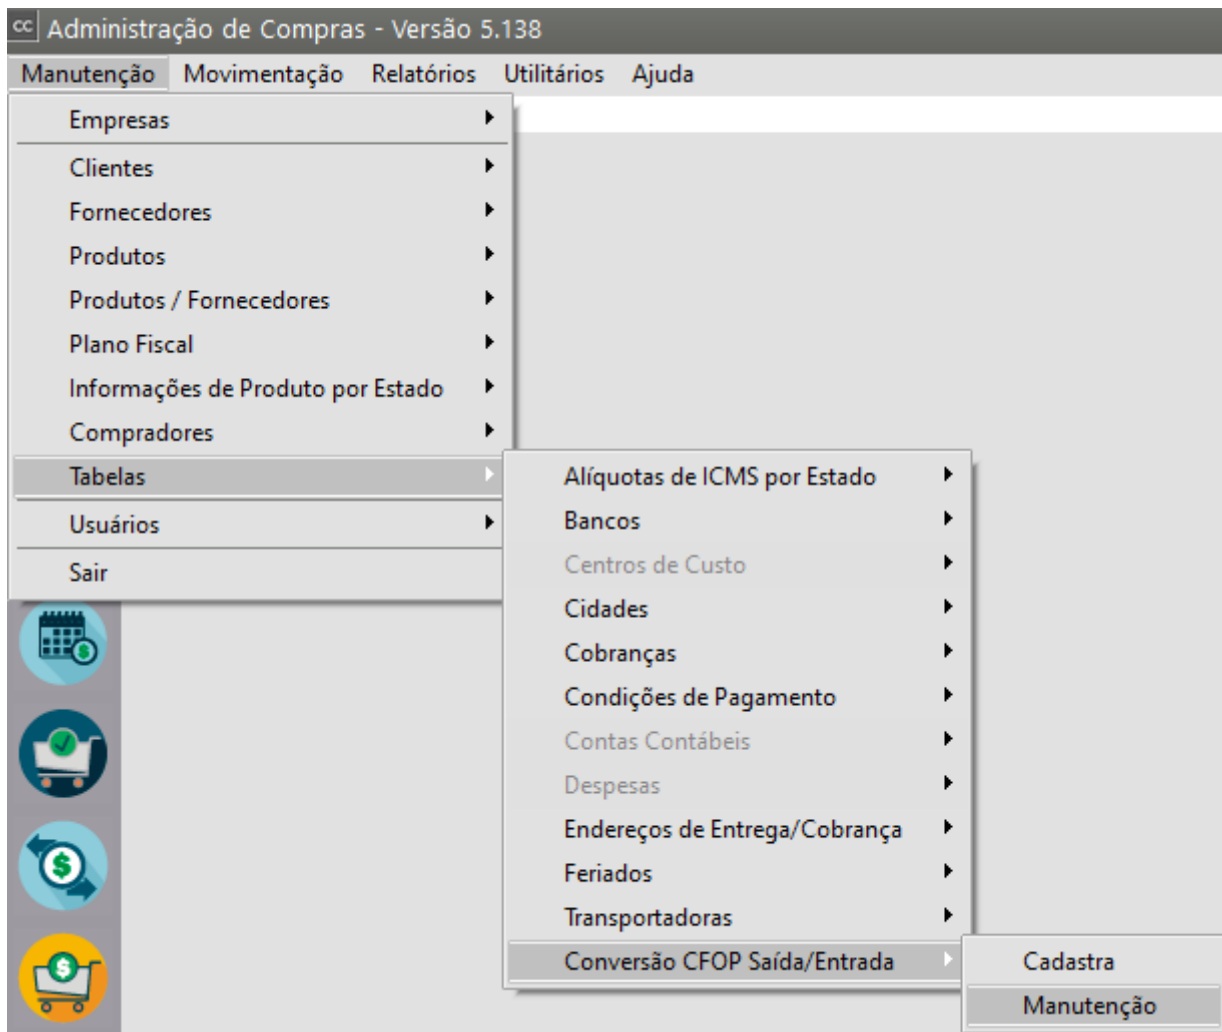 cc Administração de Compras - Versão 5.138
Manutenção Movimentação Relatórios Utilitários Ajuda
Empresas
Clientes
Fornecedores
Produtos
Produtos / Fornecedores
Plano Fiscal
Informações de Produto por Estado
Compradores
Tabelas
Usuários
Sair
Alíquotas de ICMS por Estado
Bancos
Centros de Custo
Cidades
Cobranças
Condições de Pagamento
Contas Contábeis
Despesas
Endereços de Entrega/Cobrança
Feriados
Transportadoras
Conversão CFOP Saída/Entrada
Cadastra
Manutenção
$
$
$